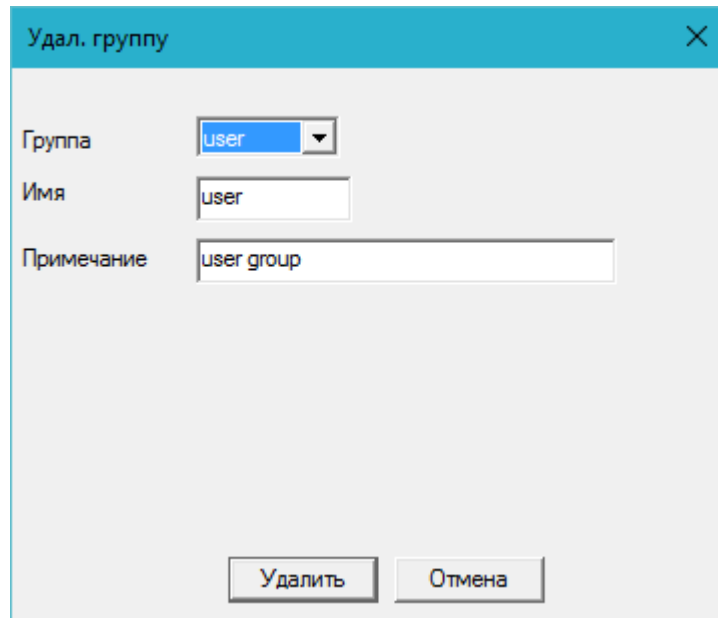 Удал. группу
Группа user
Имя user
Примечание user group
Удалить Отмена